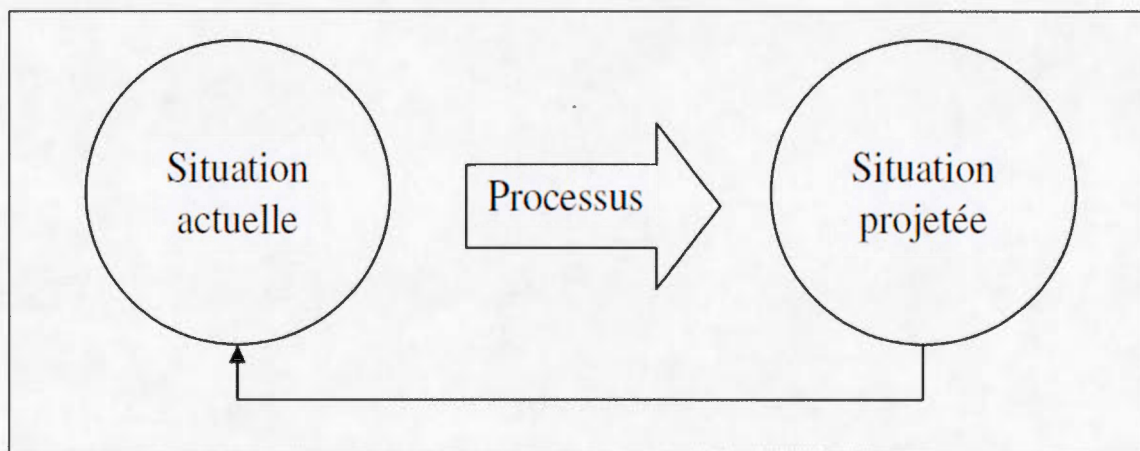 Situation
actuelle
Processus
Situation
projetée